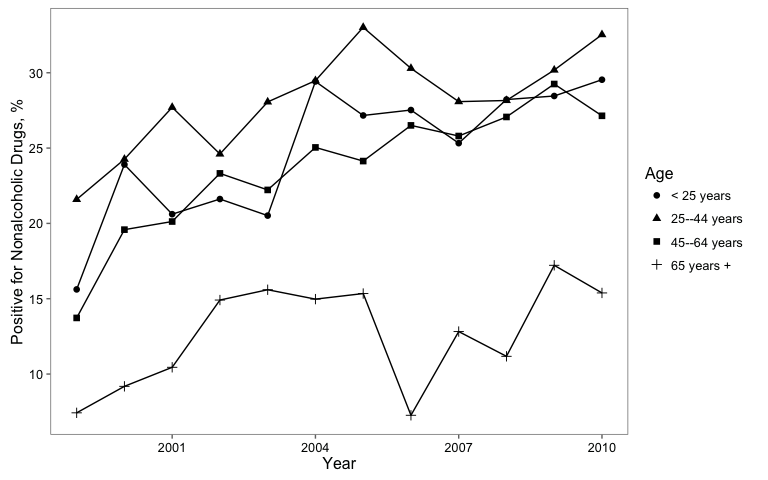 Positive for Nonalcoholic Drugs, %
30
25
20
15
10
2001
2004
2007
2010
Year
Age
< 25 years
25--44 years
45--64 years
65 years +